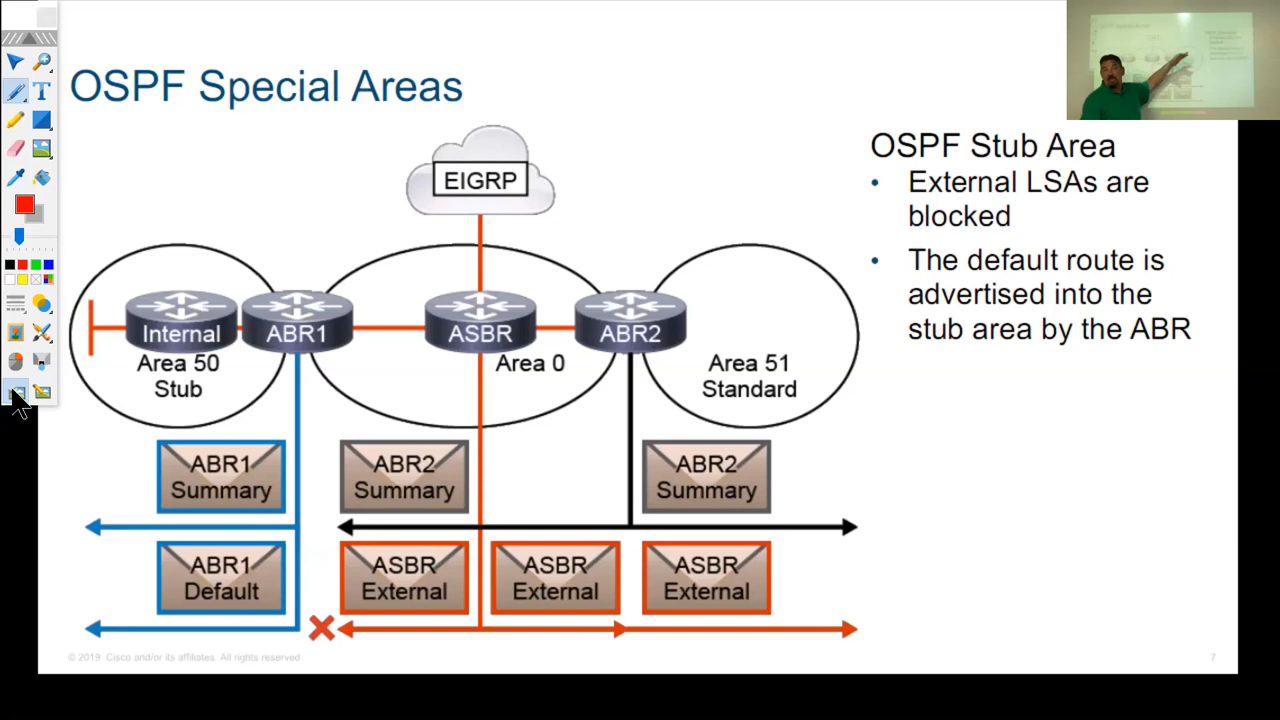 OSPF Special Areas
EIGRP
Internal
ABR1
ASBR
ABR2
Area 50
Stub
Area 0
Area 51
Standard
ABR1
Summary
ABR2
Summary
ABR2
Summary
ABR1
Default
ASBR
External
ASBR
External
ASBR
External
OSPF Stub Area
• External LSAs are
blocked
• The default route is
advertised into the
stub area by the ABR
© 2019 Cisco and/or its affiliates. All rights reserved
7